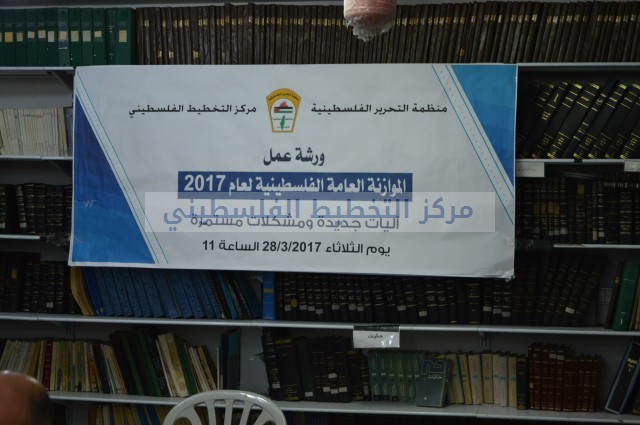 منظمة التحرير الفلسطينية
مركز التخطيط الفلسطيني
ورشة عمل
الموازنة العامة الفلسطينية لعام 2017
مركز التخطيط الفلسطيني
آليات جديدة ومشكلات مستمرة
يوم الثلاثاء 28/3/2017 الساعة 11